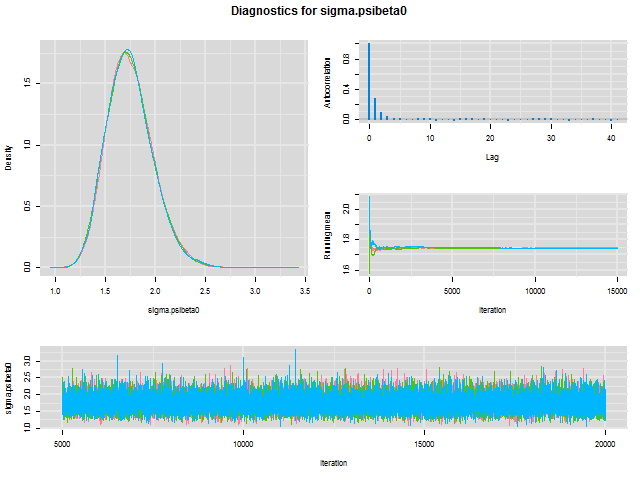 Diagnostics for sigma.psibeta0
Density
0.0 0.5 1.0 1.5
1.0 1.5 2.0 2.5 3.0 3.5
sigma.psibeta0
Autocorrelation
0.0 0.4 0.8
0 10 20 30 40
Lag
Running mean
1.6 1.8 2.0
0 5000 10000 15000
Iteration
sigma.psibeta0
1.0 1.5 2.0 2.5 3.0
5000 10000 15000 20000
Iteration